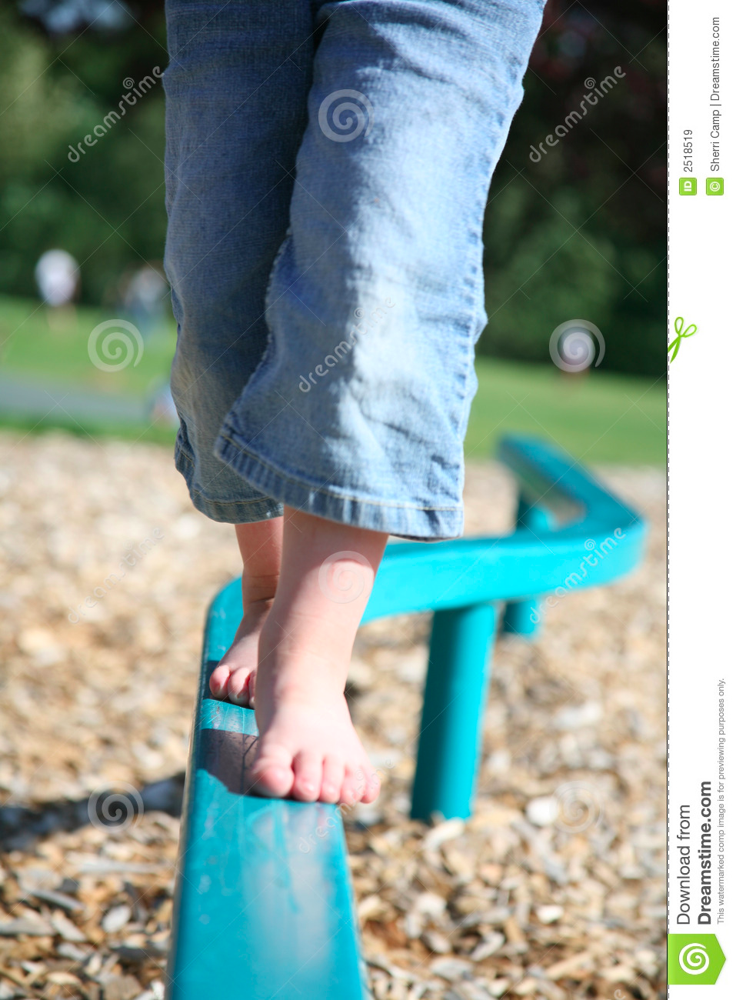 dreamstime
dreamstime
dreamstime
dreamstime
dreamstime
dreamstime
ID 2518519
© Sherri Camp | Dreamstime.com
Download from
Dreamstime.com
This watermarked comp image is for previewing purposes only.